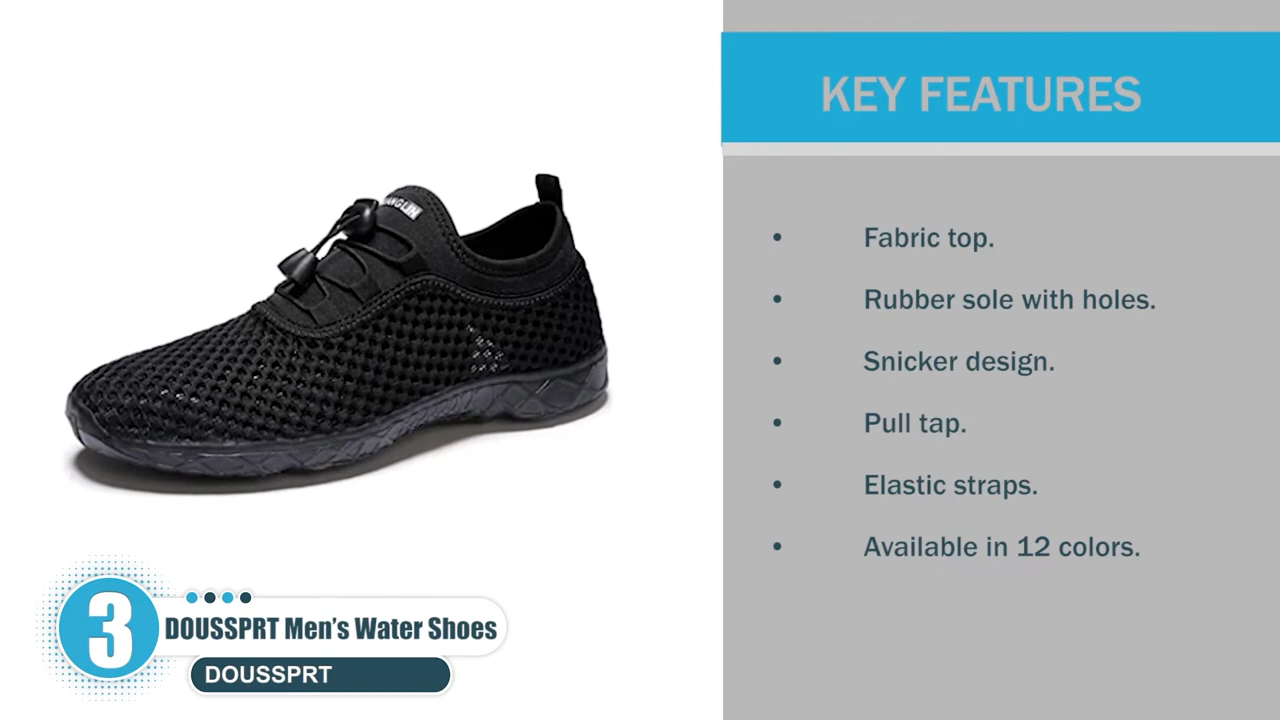 KEY FEATURES
• Fabric top.
• Rubber sole with holes.
• Snicker design.
• Pull tap.
• Elastic straps.
• Available in 12 colors.
3
DOUSSPRT Men's Water Shoes
DOUSSPRT